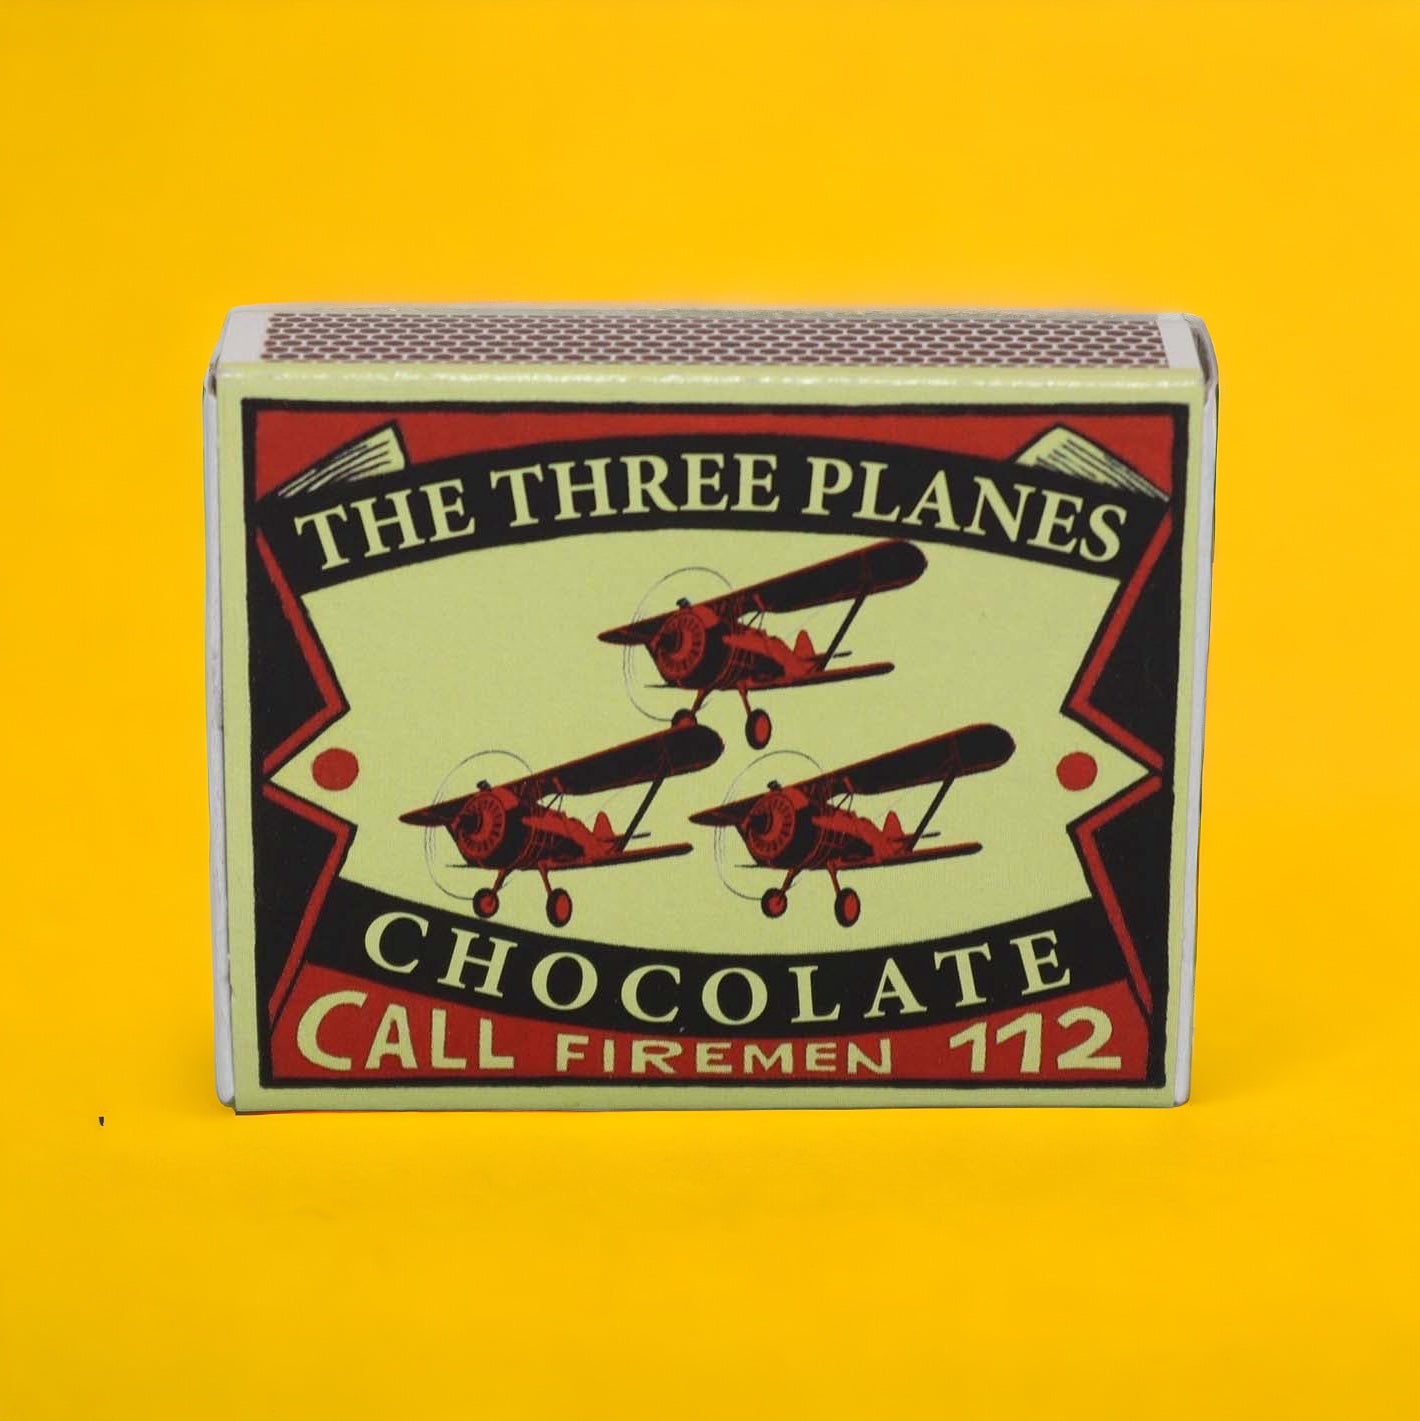 THE THREE PLANES
CHOCOLATE
CALL FIREMEN 112